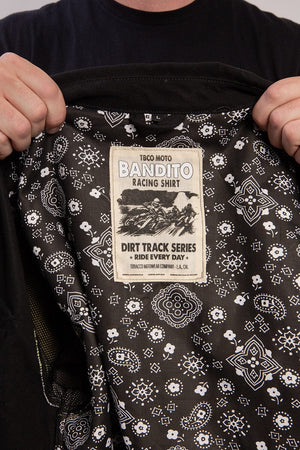 L
TBCO MOTO
BANDITO
RACING SHIRT
DIRT TRACK SERIES
• RIDE EVERY DAY •
TOBACCO MOTORWEAR COMPANY - L.A., CA.